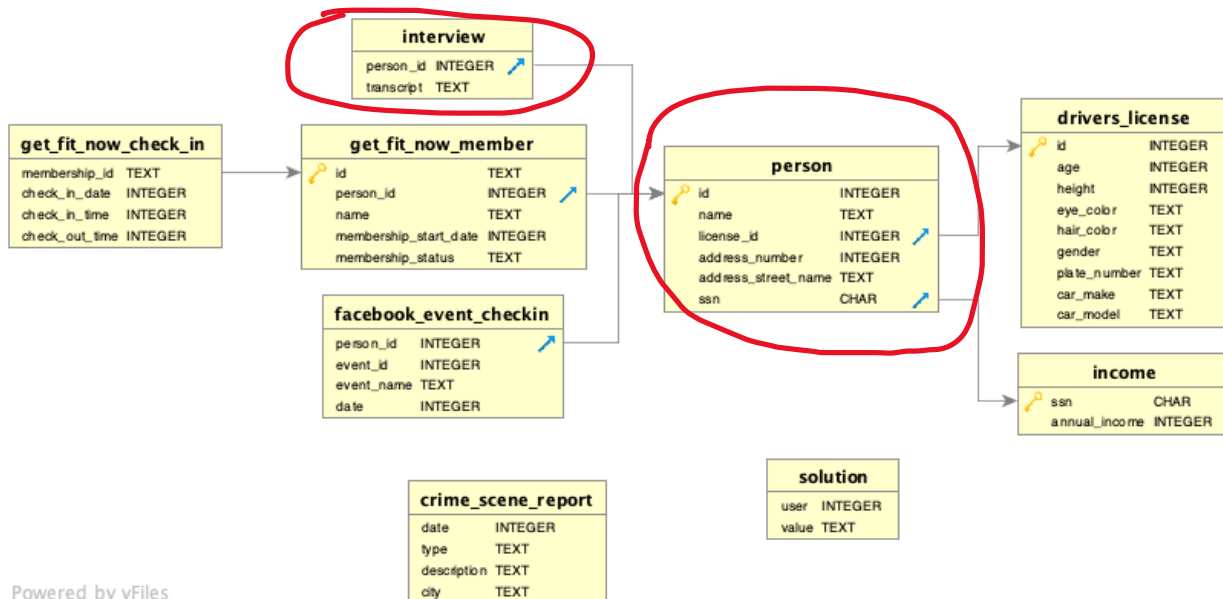 interview
person_id INTEGER
transcript TEXT
get_fit_now_check_in
membership_id TEXT
check_in_date INTEGER
check_in_time INTEGER
check_out_time INTEGER
get_fit_now_member
id TEXT
person_id INTEGER
name TEXT
membership_start_date INTEGER
membership_status TEXT
facebook_event_checkin
person_id INTEGER
event_id INTEGER
event_name TEXT
date INTEGER
person
id INTEGER
name TEXT
license_id INTEGER
address_number INTEGER
address_street_name TEXT
ssn CHAR
drivers_license
id INTEGER
age INTEGER
height INTEGER
eye_color TEXT
hair_color TEXT
gender TEXT
plate_number TEXT
car_make TEXT
car_model TEXT
income
ssn CHAR
annual_income INTEGER
crime_scene_report
date INTEGER
type TEXT
description TEXT
city TEXT
solution
user INTEGER
value TEXT
Powered by yFiles